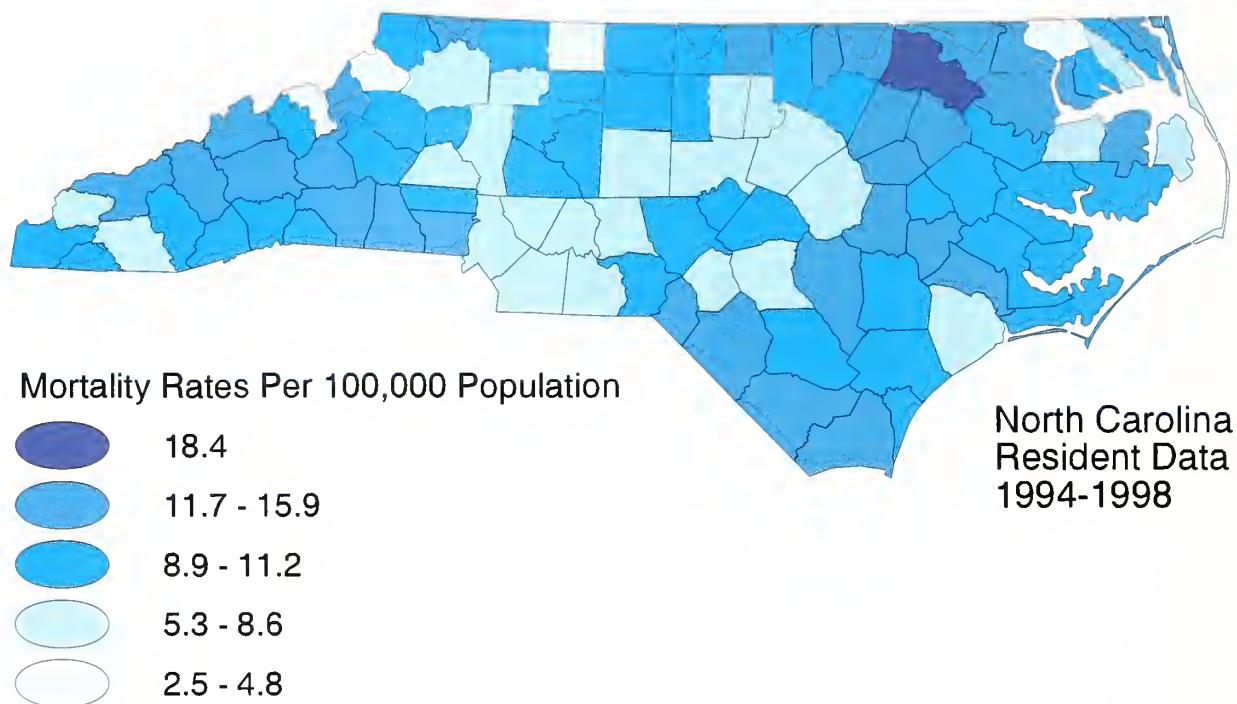 Mortality Rates Per 100,000 Population
18.4
11.7 - 15.9
8.9 - 11.2
5.3 - 8.6
2.5 - 4.8
North Carolina
Resident Data
1994-1998